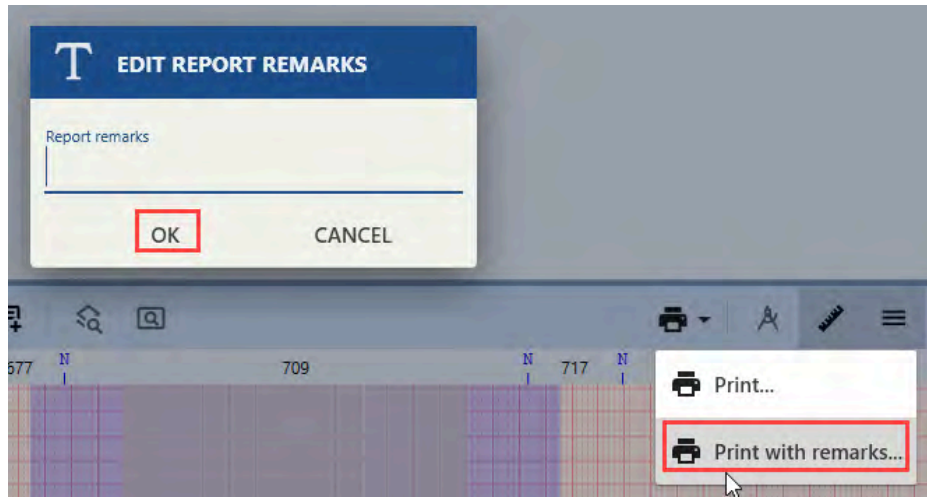 T EDIT REPORT REMARKS
Report remarks
OK CANCEL
677 N 709 N 717 N
Print...
Print with remarks...